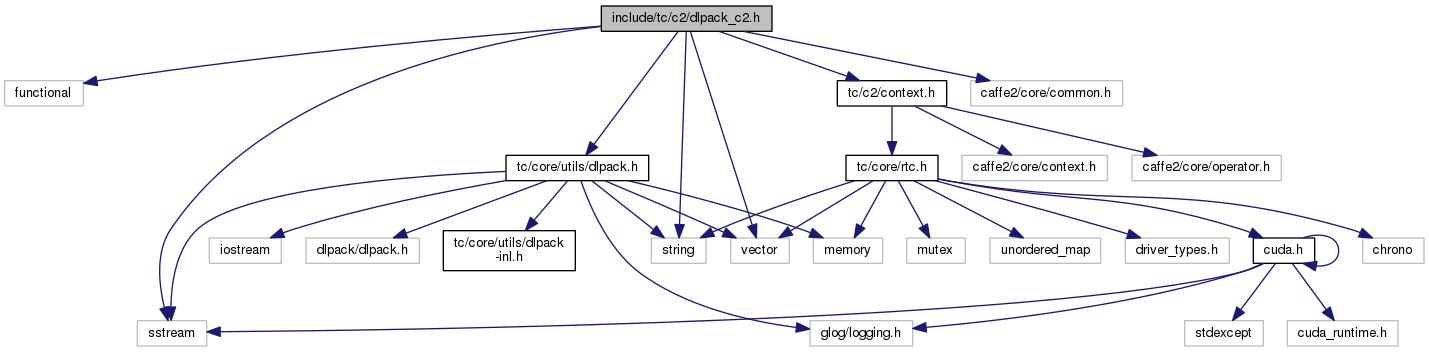 include/tc/c2/dlpack_c2.h
functional
tc/c2/context.h
caffe2/core/common.h
tc/core/utils/dlpack.h
tc/core/rtc.h
caffe2/core/context.h
caffe2/core/operator.h
iostream
dlpack/dlpack.h
tc/core/utils/dlpack
-inl.h
string
vector
memory
mutex
unordered_map
driver_types.h
cuda.h
chrono
sstream
glog/logging.h
stdexcept
cuda_runtime.h